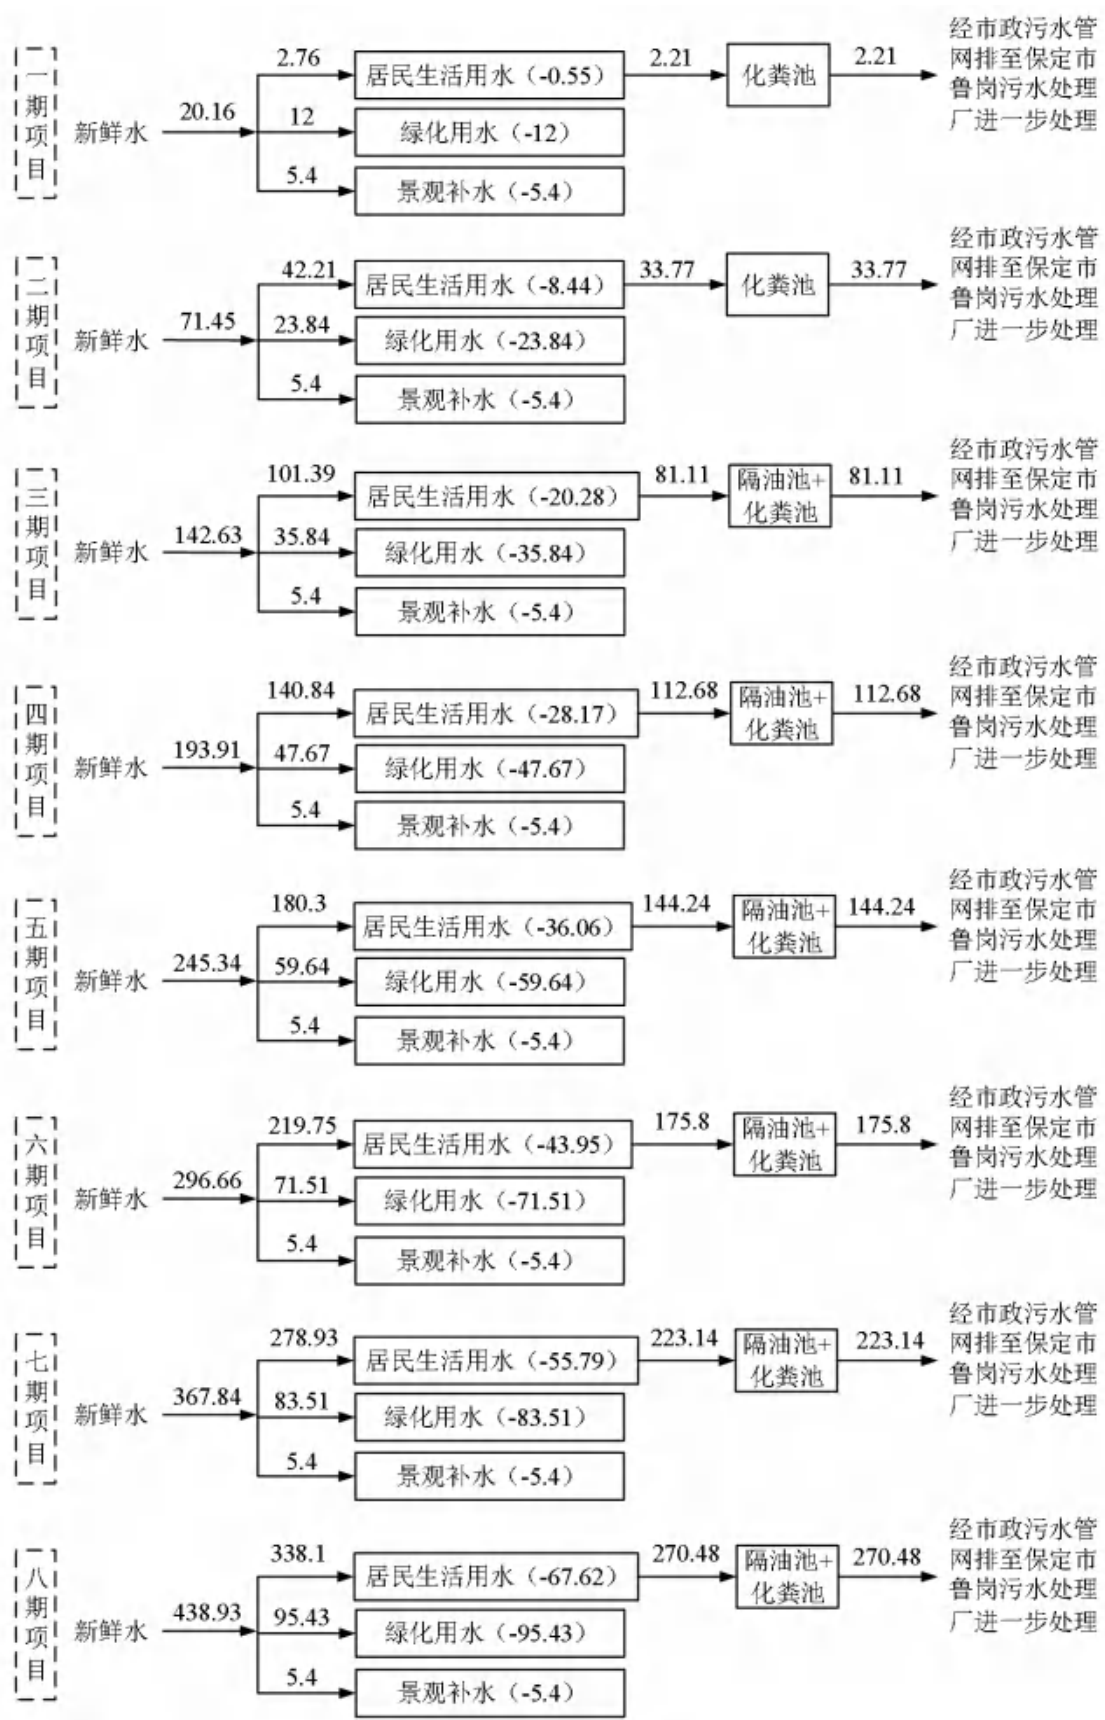 一期项目
新鲜水
20.16
2.76
居民生活用水（-0.55）
2.21
化粪池
2.21
经市政污水管
网排至保定市
鲁岗污水处理
厂进一步处理
12
绿化用水（-12）
5.4
景观补水（-5.4）
二期项目
新鲜水
71.45
42.21
居民生活用水（-8.44）
33.77
化粪池
33.77
经市政污水管
网排至保定市
鲁岗污水处理
厂进一步处理
23.84
绿化用水（-23.84）
5.4
景观补水（-5.4）
三期项目
新鲜水
142.63
101.39
居民生活用水（-20.28）
81.11
隔油池+
化粪池
81.11
经市政污水管
网排至保定市
鲁岗污水处理
厂进一步处理
35.84
绿化用水（-35.84）
5.4
景观补水（-5.4）
四期项目
新鲜水
193.91
140.84
居民生活用水（-28.17）
112.68
隔油池+
化粪池
112.68
经市政污水管
网排至保定市
鲁岗污水处理
厂进一步处理
47.67
绿化用水（-47.67）
5.4
景观补水（-5.4）
五期项目
新鲜水
245.34
180.3
居民生活用水（-36.06）
144.24
隔油池+
化粪池
144.24
经市政污水管
网排至保定市
鲁岗污水处理
厂进一步处理
59.64
绿化用水（-59.64）
5.4
景观补水（-5.4）
六期项目
新鲜水
296.66
219.75
居民生活用水（-43.95）
175.8
隔油池+
化粪池
175.8
经市政污水管
网排至保定市
鲁岗污水处理
厂进一步处理
71.51
绿化用水（-71.51）
5.4
景观补水（-5.4）
七期项目
新鲜水
367.84
278.93
居民生活用水（-55.79）
223.14
隔油池+
化粪池
223.14
经市政污水管
网排至保定市
鲁岗污水处理
厂进一步处理
83.51
绿化用水（-83.51）
5.4
景观补水（-5.4）
八期项目
新鲜水
438.93
338.1
居民生活用水（-67.62）
270.48
隔油池+
化粪池
270.48
经市政污水管
网排至保定市
鲁岗污水处理
厂进一步处理
95.43
绿化用水（-95.43）
5.4
景观补水（-5.4）